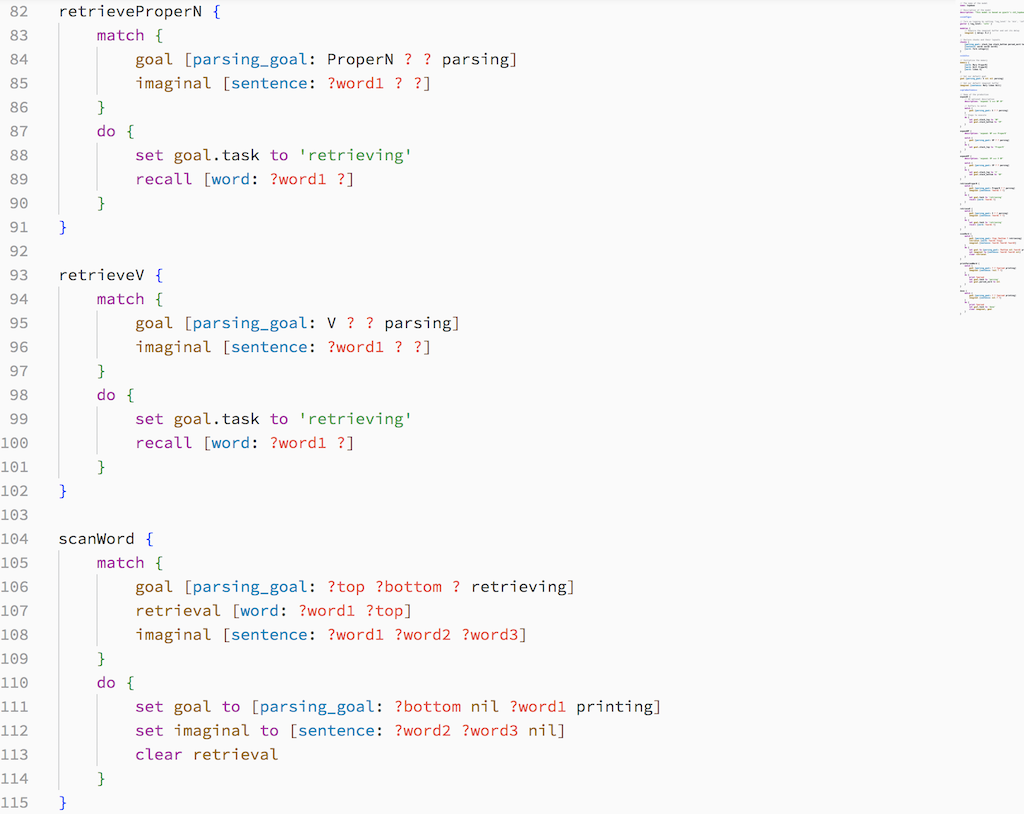 82 retrieveProperN {
83 match {
84 goal [parsing_goal: ProperN ? ? parsing]
85 imaginal [sentence: ?word1 ? ?]
86 }
87 do {
88 set goal.task to 'retrieving'
89 recall [word: ?word1 ?]
90 }
91 }
92
93 retrieveV {
94 match {
95 goal [parsing_goal: V ? ? parsing]
96 imaginal [sentence: ?word1 ? ?]
97 }
98 do {
99 set goal.task to 'retrieving'
100 recall [word: ?word1 ?]
101 }
102 }
103
104 scanWord {
105 match {
106 goal [parsing_goal: ?top ?bottom ? retrieving]
107 retrieval [word: ?word1 ?top]
108 imaginal [sentence: ?word1 ?word2 ?word3]
109 }
110 do {
111 set goal to [parsing_goal: ?bottom nil ?word1 printing]
112 set imaginal to [sentence: ?word2 ?word3 nil]
113 clear retrieval
114 }
115 }